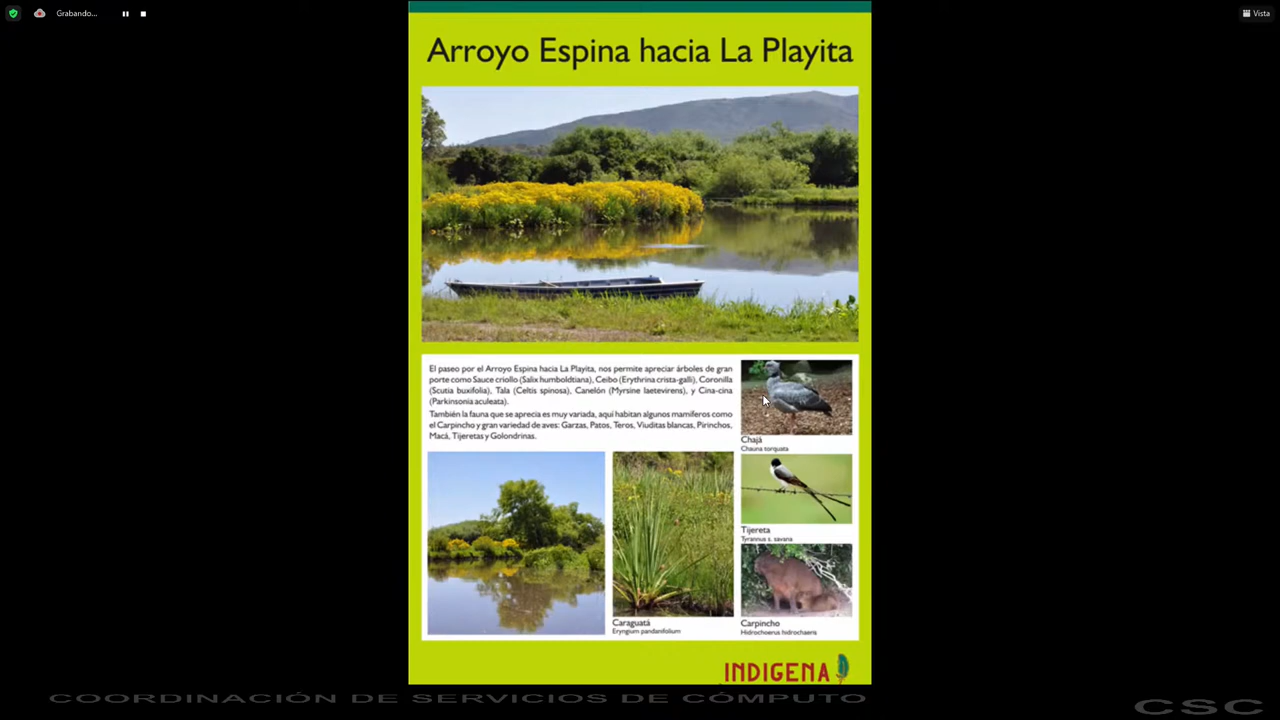 Grabando...
Vista
Arroyo Espina hacia La Playita
El paseo por el Arroyo Espina hacia La Playita, nos permite apreciar árboles de gran
porte como Sauce criollo (Salix humboldtiana), Ceibo (Erythrina crista-galli), Coronilla
(Scutia buxifolia), Tala (Celtis spinosa), Canelón (Myrsine laetevirens), y Cina-cina
(Parkinsonia aculeata).
También la fauna que se aprecia es muy variada, aquí habitan algunos mamíferos como
el Carpincho y gran variedad de aves: Garzas, Patos, Teros, Viuditas blancas, Pirinchos,
Macá, Tijeretas y Golondrinas.
Chajá
Chauna torquata
Tijereta
Tyrannus s. savana
Caraguatá
Eryngium pandanifolium
Carpincho
Hidrochoerus hidrochaeris
INDIGENA
COORDINACIÓN DE SERVICIOS DE CÓMPUTO
CSC